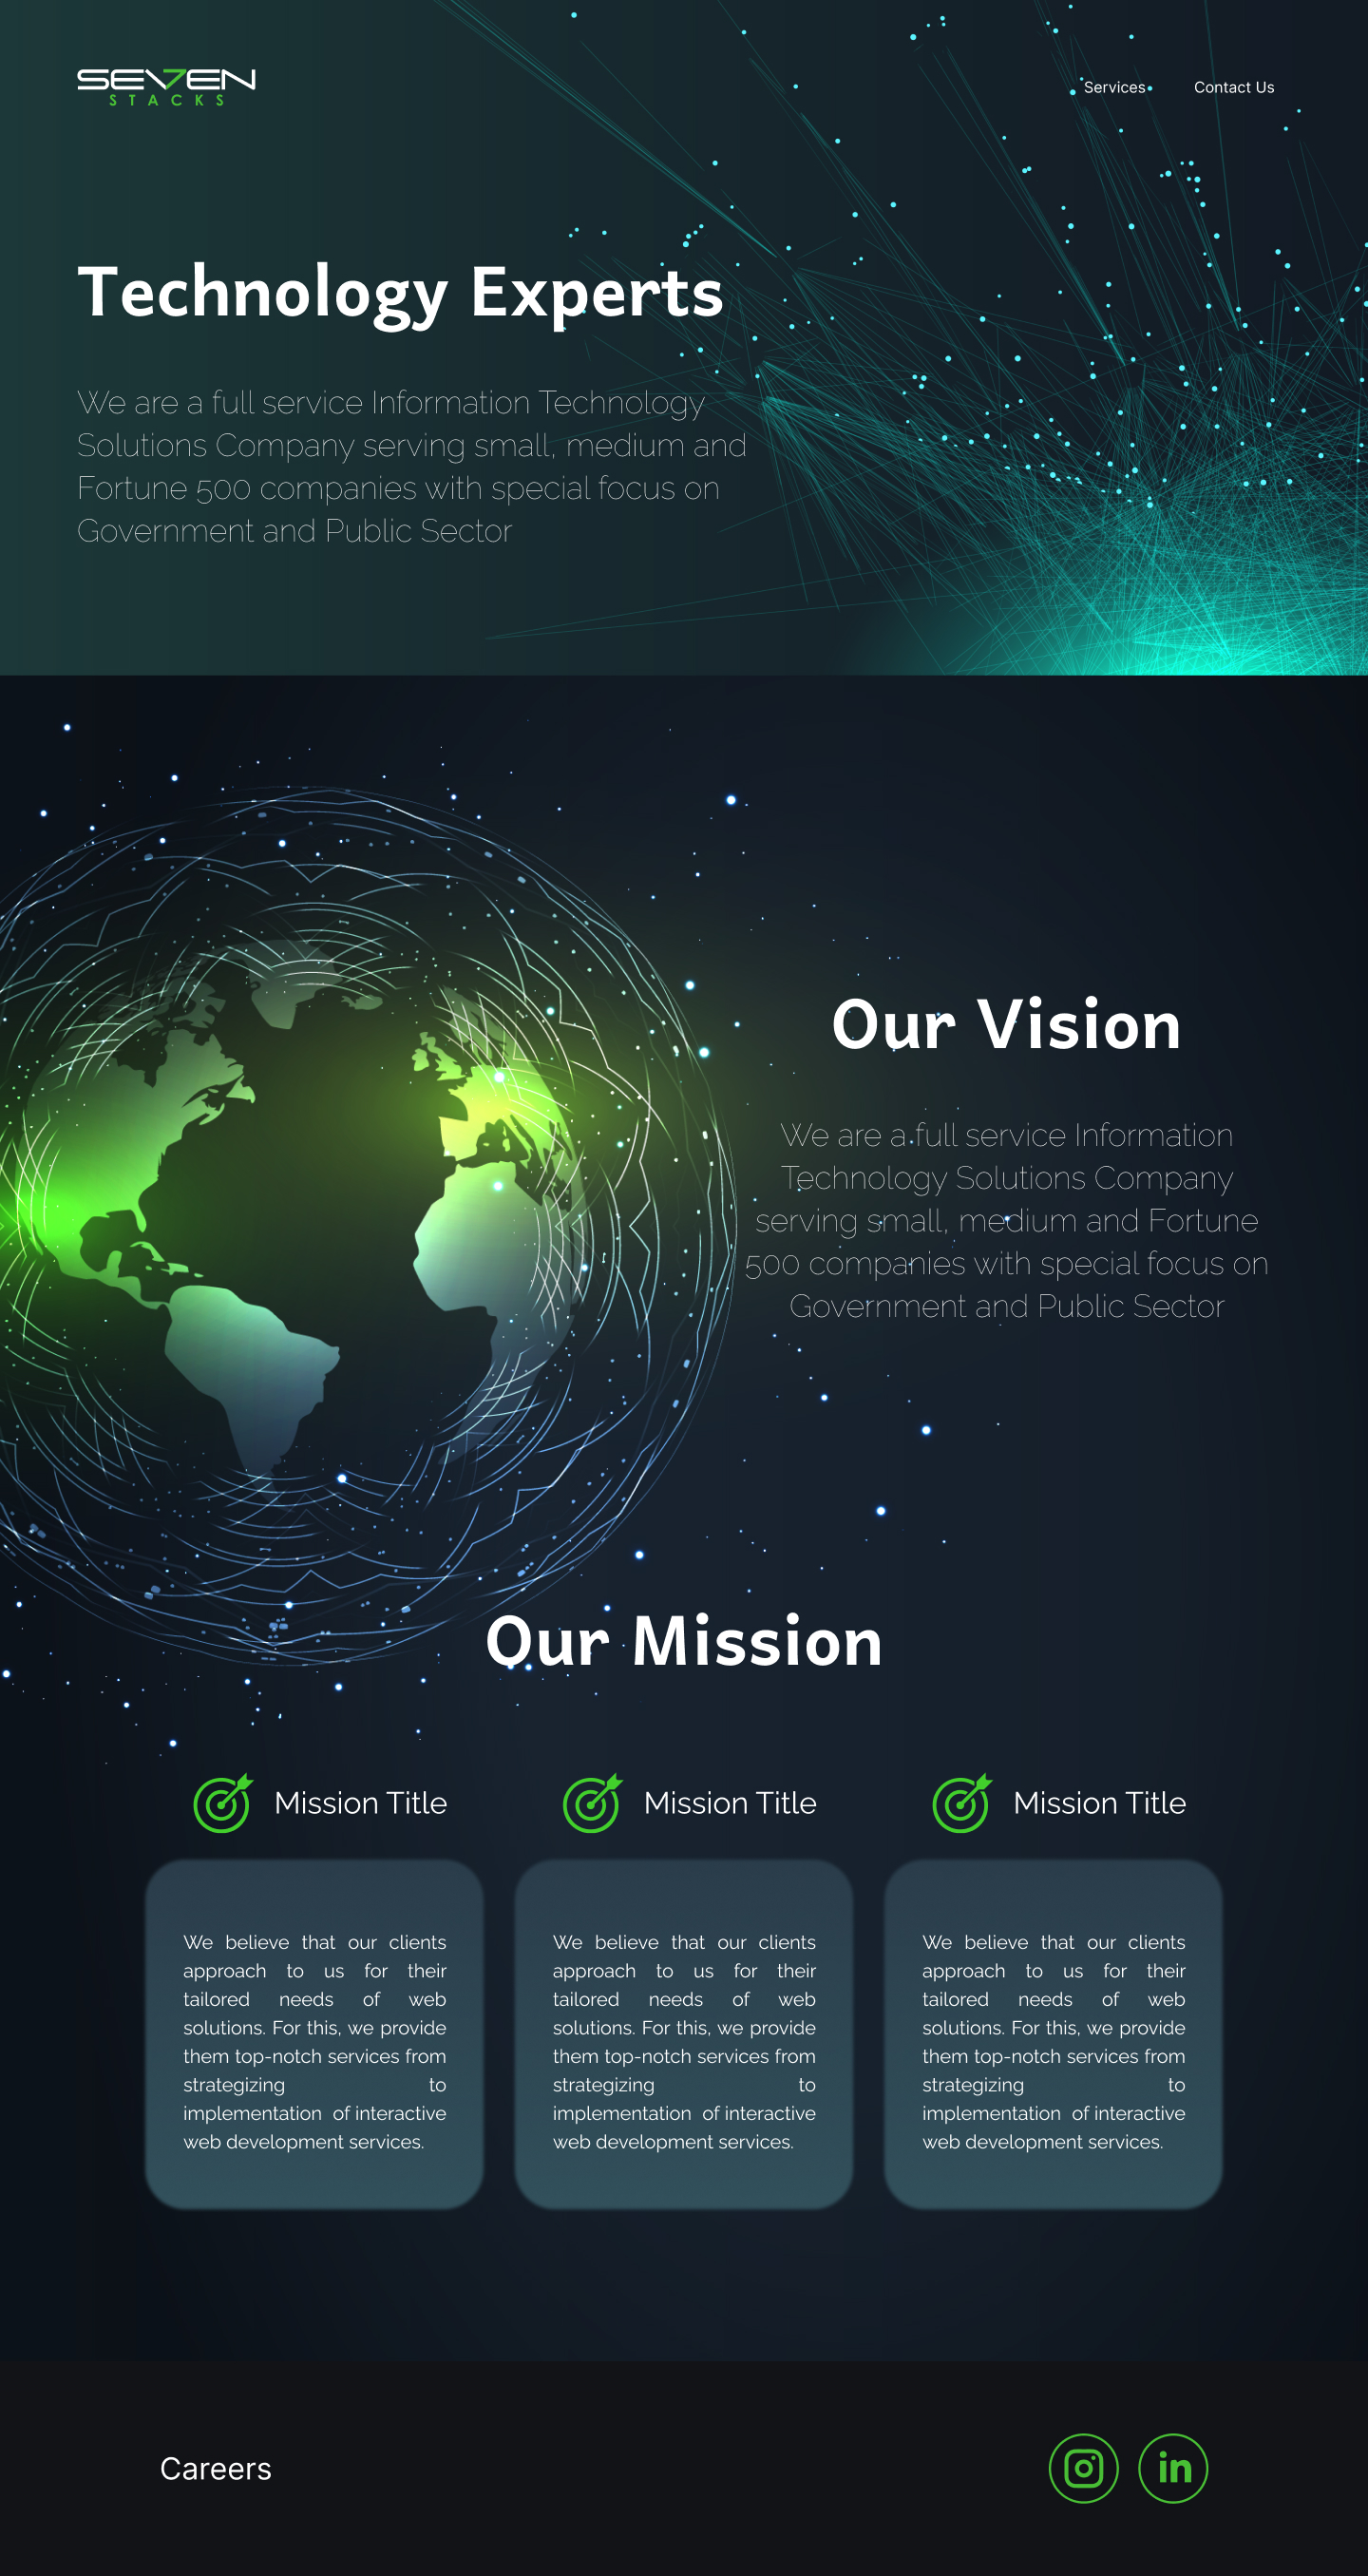 SEVEN
STACKS
Services
Contact Us
Technology Experts
We are a full service Information Technology
Solutions Company serving small, medium and
Fortune 500 companies with special focus on
Government and Public Sector
Our Vision
We are a full service Information
Technology Solutions Company
serving small, medium and Fortune
500 companies with special focus on
Government and Public Sector
Our Mission
Mission Title
We believe that our clients
approach to us for their
tailored needs of web
solutions. For this, we provide
them top-notch services from
strategizing to
implementation of interactive
web development services.
Mission Title
We believe that our clients
approach to us for their
tailored needs of web
solutions. For this, we provide
them top-notch services from
strategizing to
implementation of interactive
web development services.
Mission Title
We believe that our clients
approach to us for their
tailored needs of web
solutions. For this, we provide
them top-notch services from
strategizing to
implementation of interactive
web development services.
Careers
in